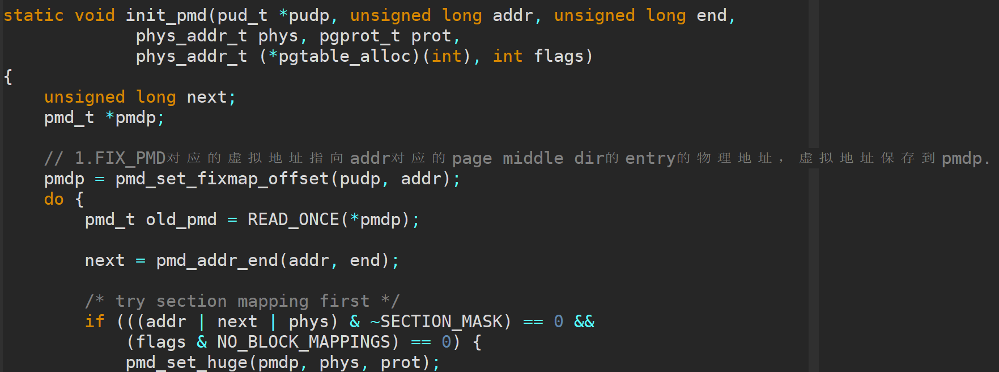 static void init_pmd(pud_t *pudp, unsigned long addr, unsigned long end,
phys_addr_t phys, pgprot_t prot,
phys_addr_t (*pgtable_alloc)(int), int flags)
{
unsigned long next;
pmd_t *pmdp;
// 1.FIX_PMD对应的虚拟地址指向addr对应的page middle dir的entry的物理地址，虚拟地址保存到pmdp.
pmdp = pmd_set_fixmap_offset(pudp, addr);
do {
pmd_t old_pmd = READ_ONCE(*pmdp);
next = pmd_addr_end(addr, end);
/* try section mapping first */
if (((addr | next | phys) & ~SECTION_MASK) == 0 &&
(flags & NO_BLOCK_MAPPINGS) == 0) {
pmd_set_huge(pmdp, phys, prot);